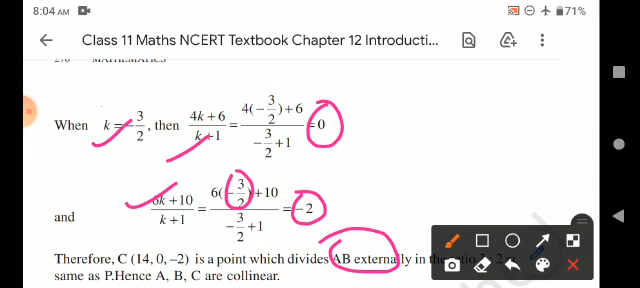 8:04 AM 71%
Class 11 Maths NCERT Textbook Chapter 12 Introducti...
MATHEMATICS
When k = -3/2, then (4k + 6)/(k + 1) = (4(-3/2) + 6)/(-3/2 + 1) = 0
and (6k + 10)/(k + 1) = (6(-3/2) + 10)/(-3/2 + 1) = -2
Therefore, C (14, 0, –2) is a point which divides AB externally in
same as P.Hence A, B, C are collinear.